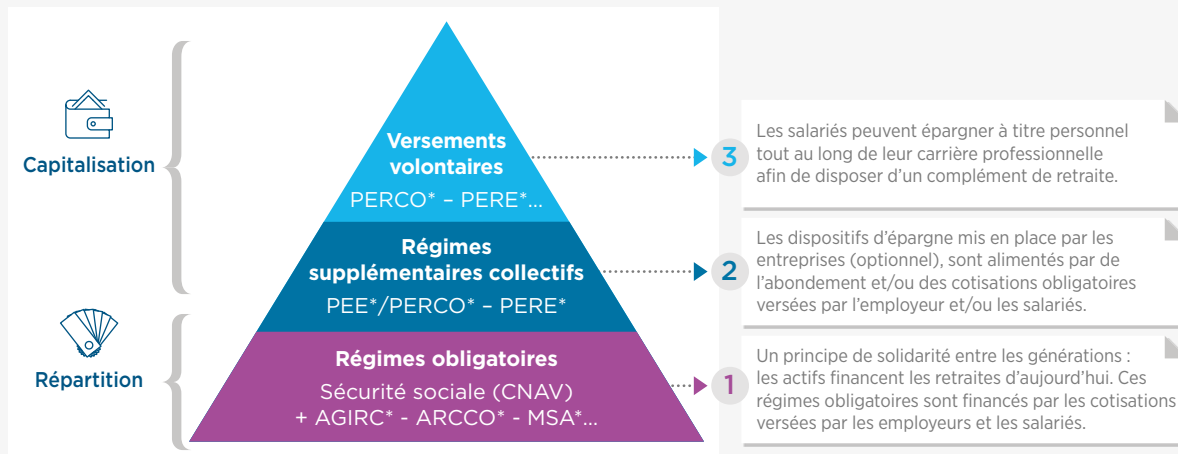 Capitalisation
Répartition
Versements
volontaires
PERCO* – PERE*...
Régimes
supplémentaires collectifs
PEE*/PERCO* – PERE*
Régimes obligatoires
Sécurité sociale (CNAV)
+ AGIRC* - ARCCO* - MSA*...
3
Les salariés peuvent épargner à titre personnel
tout au long de leur carrière professionnelle
afin de disposer d'un complément de retraite.
2
Les dispositifs d'épargne mis en place par les
entreprises (optionnel), sont alimentés par de
l'abondement et/ou des cotisations obligatoires
versées par l'employeur et/ou les salariés.
1
Un principe de solidarité entre les générations :
les actifs financent les retraites d'aujourd'hui. Ces
régimes obligatoires sont financés par les cotisations
versées par les employeurs et les salariés.